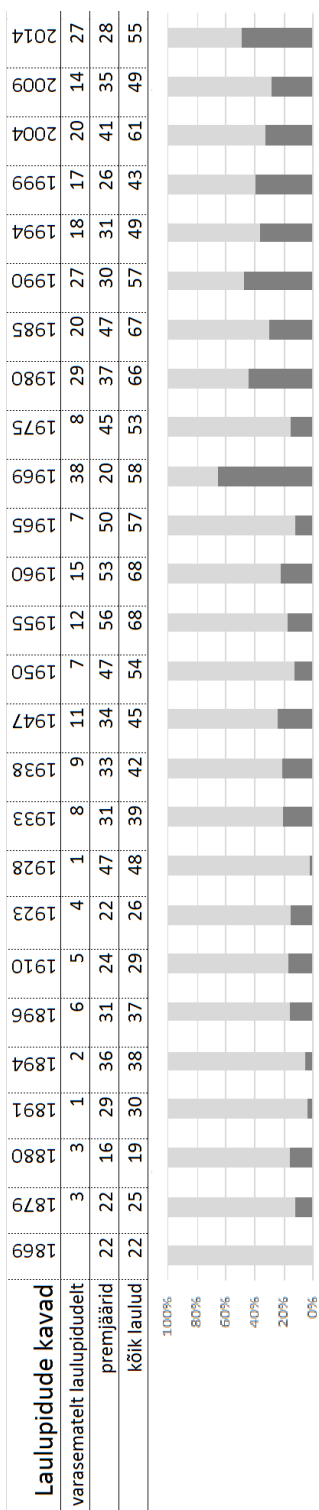 Laulupidude kavad 1869 1879 1880 1891 1894 1896 1910 1923 1928 1933 1938 1947 1950 1955 1960 1965 1969 1975 1980 1985 1990 1994 1999 2004 2009 2014
varasematelt laulupidudelt 3 3 1 2 6 5 4 1 8 9 11 7 12 15 7 38 8 29 20 27 18 17 20 14 27
premjäärid 22 22 16 29 36 31 24 22 47 31 33 34 47 56 53 50 20 45 37 47 30 31 26 41 35 28
kõik laulud 22 25 19 30 38 37 29 26 48 39 42 45 54 68 68 57 58 53 66 67 57 49 43 61 49 55
100%
80%
60%
40%
20%
0%